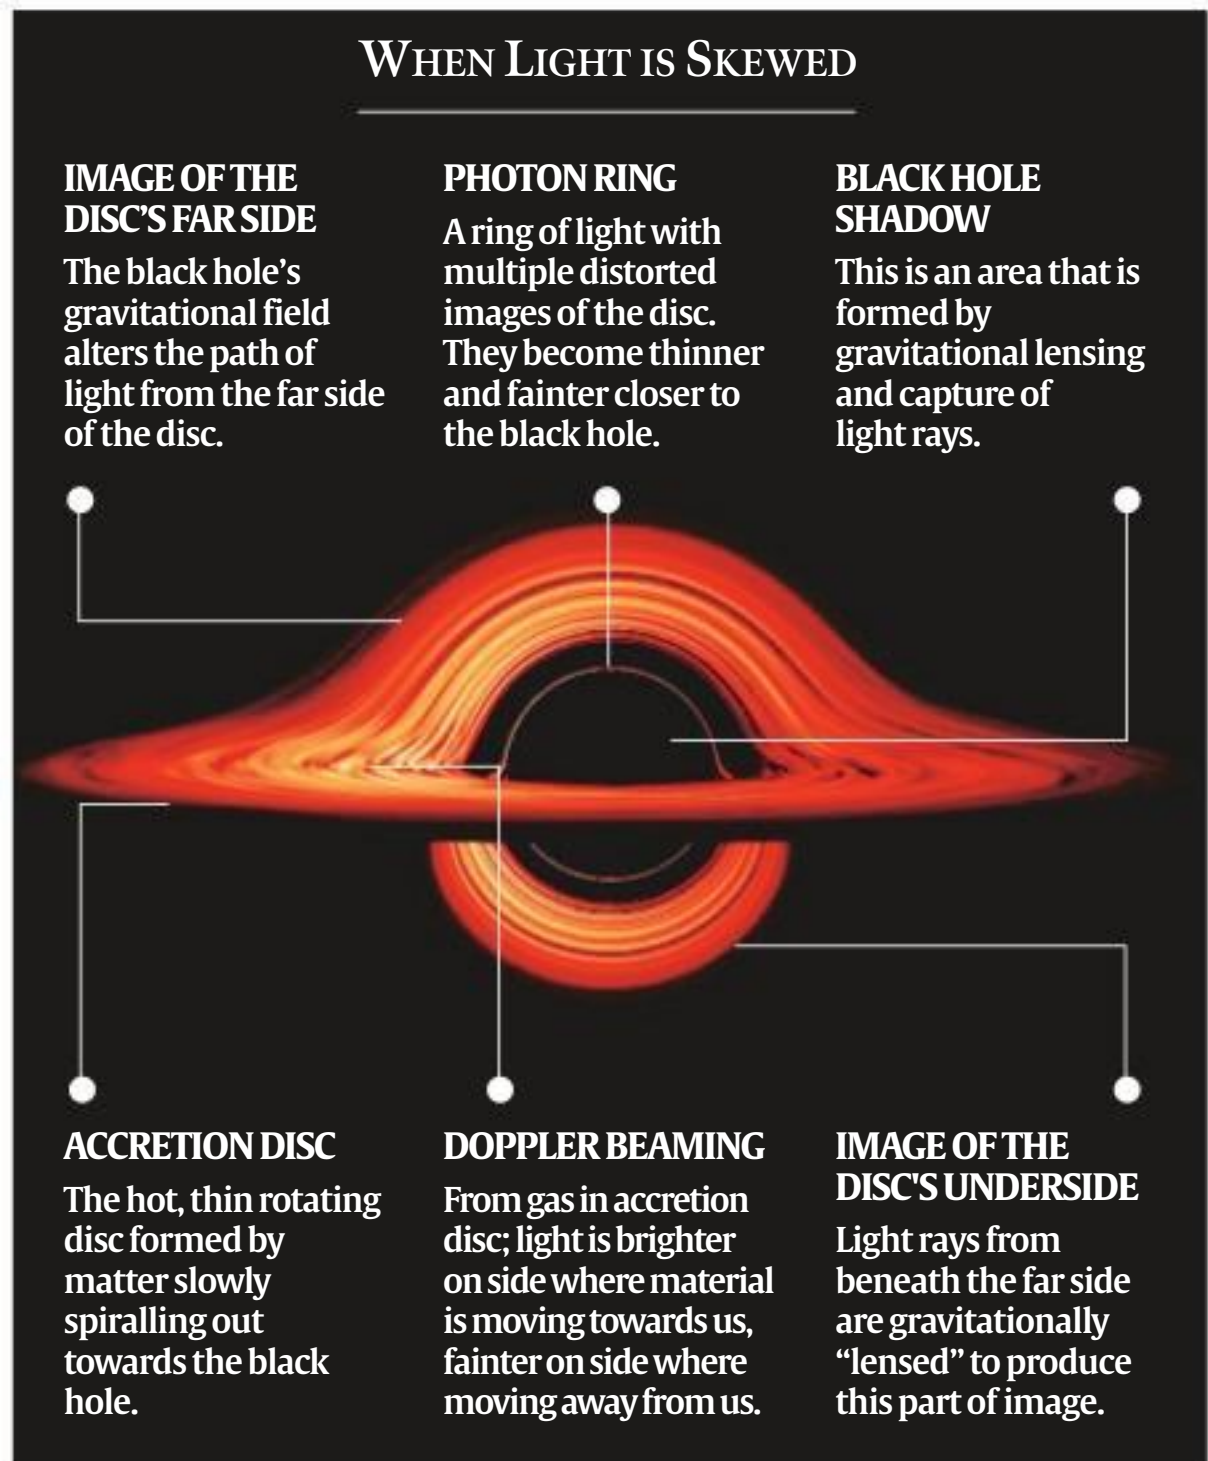 WHEN LIGHT IS SKEWED
IMAGE OF THE
DISC'S FAR SIDE
The black hole's
gravitational field
alters the path of
light from the far side
of the disc.
PHOTON RING
A ring of light with
multiple distorted
images of the disc.
They become thinner
and fainter closer to
the black hole.
BLACK HOLE
SHADOW
This is an area that is
formed by
gravitational lensing
and capture of
light rays.
ACCRETION DISC
The hot, thin rotating
disc formed by
matter slowly
spiralling out
towards the black
hole.
DOPPLER BEAMING
From gas in accretion
disc; light is brighter
on side where material
is moving towards us,
fainter on side where
moving away from us.
IMAGE OF THE
DISC'S UNDERSIDE
Light rays from
beneath the far side
are gravitationally
“lensed” to produce
this part of image.